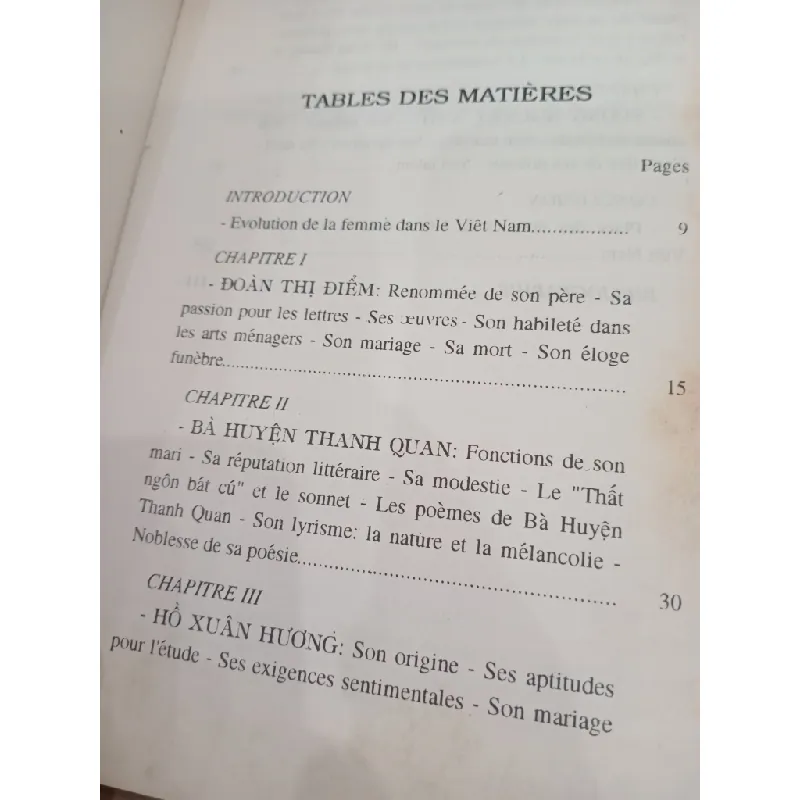 TABLES DES MATIÈRES
Pages
INTRODUCTION
- Evolution de la femme dans le Viêt Nam.................. 9
CHAPITRE I
- ĐOÀN THỊ ĐIỂM: Renommée de son père - Sa
passion pour les lettres - Ses œuvres - Son habileté dans
les arts ménagers - Son mariage - Sa mort - Son éloge
funèbre.................................................................. 15
CHAPITRE II
- BÀ HUYỆN THANH QUAN: Fonctions de son
mari - Sa réputation littéraire - Sa modestie - Le "Thất
ngôn bát cú" et le sonnet - Les poèmes de Bà Huyện
Thanh Quan - Son lyrisme: la nature et la mélancolie -
Noblesse de sa poésie..................................................... 30
CHAPITRE III
- HỒ XUÂN HƯƠNG: Son origine - Ses aptitudes
pour l'étude - Ses exigences sentimentales - Son mariage